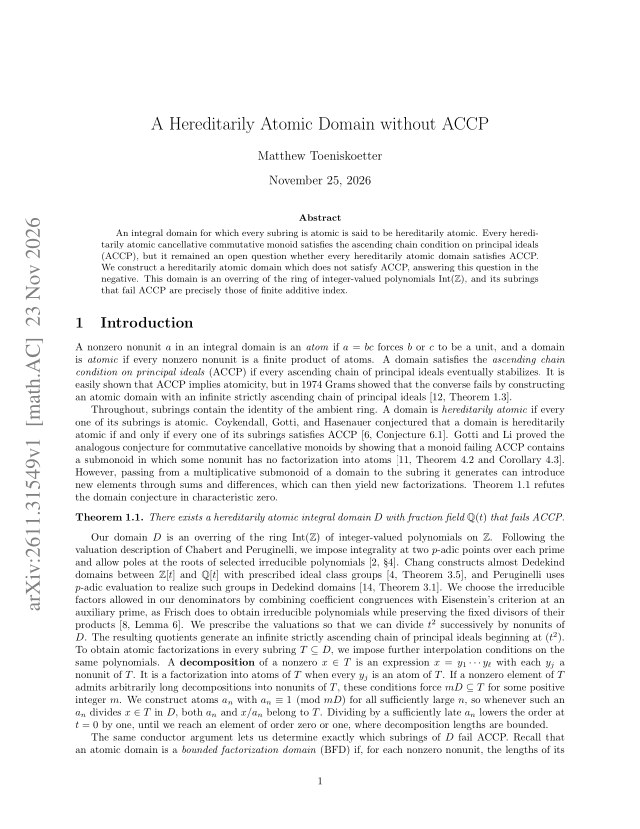 A Hereditarily Atomic Domain without ACCP
Matthew Toeniskoetter
November 25, 2026
Abstract
An integral domain for which every subring is atomic is said to be hereditarily atomic. Every heredi-
tarily atomic cancellative commutative monoid satisfies the ascending chain condition on principal ideals
(ACCP), but it remained an open question whether every hereditarily atomic domain satisfies ACCP.
We construct a hereditarily atomic domain which does not satisfy ACCP, answering this question in the
negative. This domain is an overring of the ring of integer-valued polynomials Int(ℤ), and its subrings
that fail ACCP are precisely those of finite additive index.
1 Introduction
A nonzero nonunit a in an integral domain is an atom if a = bc forces b or c to be a unit, and a domain
is atomic if every nonzero nonunit is a finite product of atoms. A domain satisfies the ascending chain
condition on principal ideals (ACCP) if every ascending chain of principal ideals eventually stabilizes. It is
easily shown that ACCP implies atomicity, but in 1974 Grams showed that the converse fails by constructing
an atomic domain with an infinite strictly ascending chain of principal ideals [12, Theorem 1.3].
Throughout, subrings contain the identity of the ambient ring. A domain is hereditarily atomic if every
one of its subrings is atomic. Coykendall, Gotti, and Hasenauer conjectured that a domain is hereditarily
atomic if and only if every one of its subrings satisfies ACCP [6, Conjecture 6.1]. Gotti and Li proved the
analogous conjecture for commutative cancellative monoids by showing that a monoid failing ACCP contains
a submonoid in which some nonunit has no factorization into atoms [11, Theorem 4.2 and Corollary 4.3].
However, passing from a multiplicative submonoid of a domain to the subring it generates can introduce
new elements through sums and differences, which can then yield new factorizations. Theorem 1.1 refutes
the domain conjecture in characteristic zero.
Theorem 1.1. There exists a hereditarily atomic integral domain D with fraction field ℚ(t) that fails ACCP.
Our domain D is an overring of the ring Int(ℤ) of integer-valued polynomials on ℤ. Following the
valuation description of Chabert and Peruginelli, we impose integrality at two p-adic points over each prime
and allow poles at the roots of selected irreducible polynomials [2, §4]. Chang constructs almost Dedekind
domains between ℤ[t] and ℚ[t] with prescribed ideal class groups [4, Theorem 3.5], and Peruginelli uses
p-adic evaluation to realize such groups in Dedekind domains [14, Theorem 3.1]. We choose the irreducible
factors allowed in our denominators by combining coefficient congruences with Eisenstein's criterion at an
auxiliary prime, as Frisch does to obtain irreducible polynomials while preserving the fixed divisors of their
products [8, Lemma 6]. We prescribe the valuations so that we can divide t² successively by nonunits of
D. The resulting quotients generate an infinite strictly ascending chain of principal ideals beginning at (t²).
To obtain atomic factorizations in every subring T ⊆ D, we impose further interpolation conditions on the
same polynomials. A decomposition of a nonzero x ∈ T is an expression x = y₁ ⋯ yℓ with each yⱼ a
nonunit of T. It is a factorization into atoms of T when every yⱼ is an atom of T. If a nonzero element of T
admits arbitrarily long decompositions into nonunits of T, these conditions force mD ⊆ T for some positive
integer m. We construct atoms aₙ with aₙ ≡ 1 (mod mD) for all sufficiently large n, so whenever such an
aₙ divides x ∈ T in D, both aₙ and x/aₙ belong to T. Dividing by a sufficiently late aₙ lowers the order at
t = 0 by one, until we reach an element of order zero or one, where decomposition lengths are bounded.
The same conductor argument lets us determine exactly which subrings of D fail ACCP. Recall that
an atomic domain is a bounded factorization domain (BFD) if, for each nonzero nonunit, the lengths of its
1
arXiv:2611.31549v1 [math.AC] 23 Nov 2026